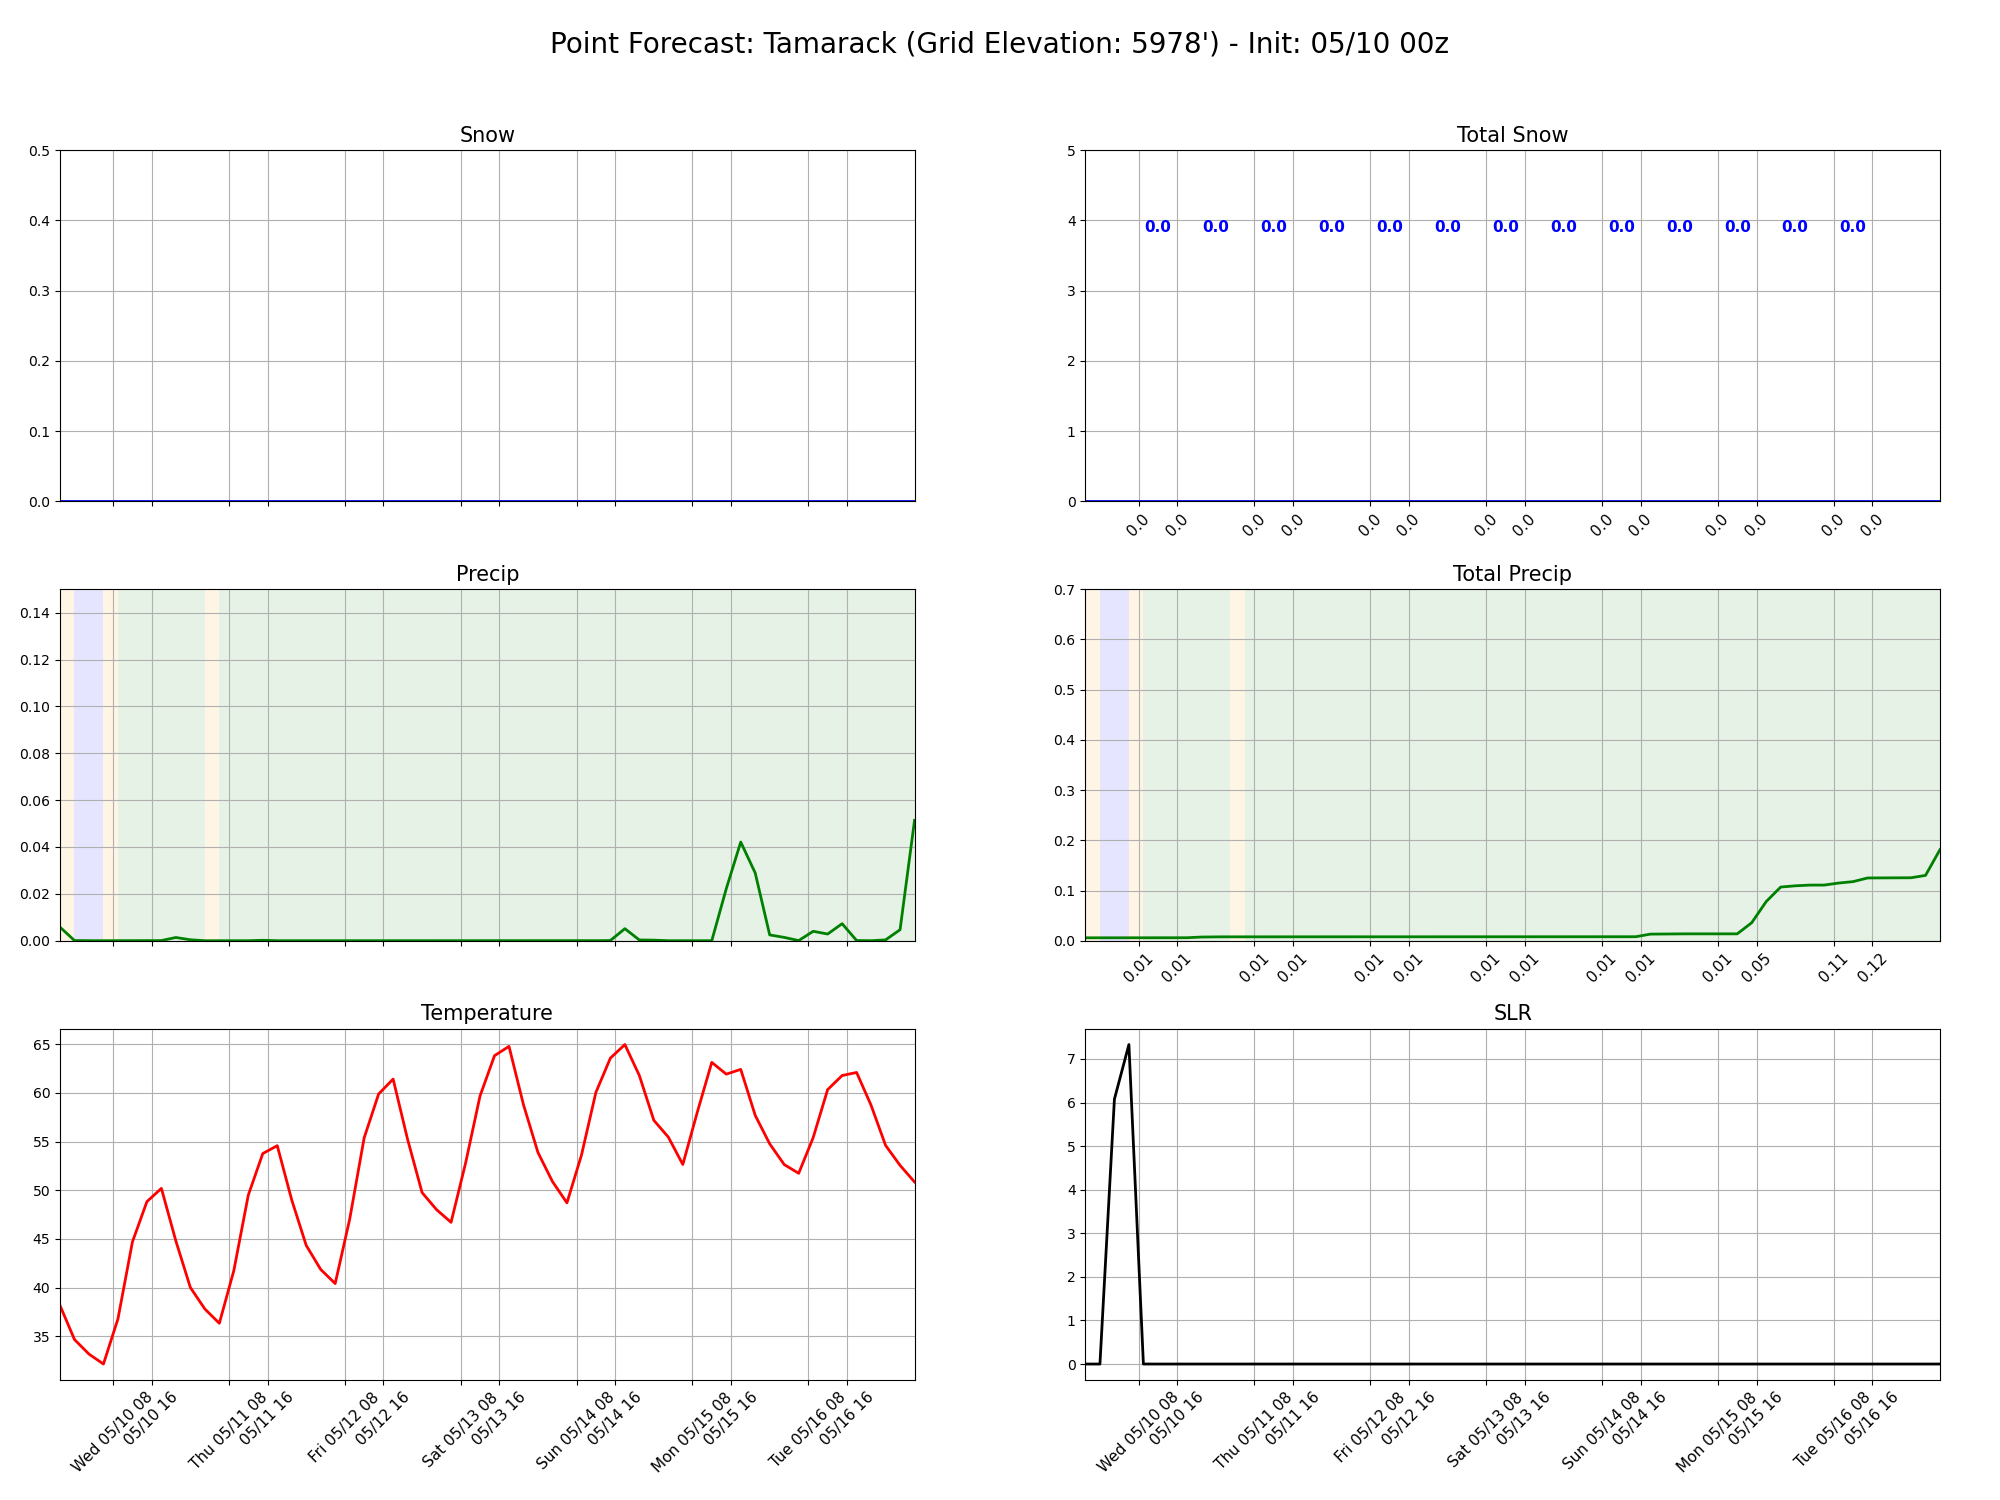 Point Forecast: Tamarack (Grid Elevation: 5978') - Init: 05/10 00z
Snow
0.5
0.4
0.3
0.2
0.1
0.0
Total Snow
5
4
3
2
1
0
0.0 0.0 0.0 0.0 0.0 0.0 0.0 0.0 0.0 0.0 0.0 0.0 0.0
0.0 0.0 0.0 0.0 0.0 0.0 0.0 0.0 0.0 0.0 0.0 0.0 0.0 0.0
Precip
0.14
0.12
0.10
0.08
0.06
0.04
0.02
0.00
Total Precip
0.7
0.6
0.5
0.4
0.3
0.2
0.1
0.0
0.01 0.01 0.01 0.01 0.01 0.01 0.01 0.01 0.01 0.01 0.01 0.05 0.11 0.12
Temperature
65
60
55
50
45
40
35
Wed 05/10 08
05/10 16
Thu 05/11 08
05/11 16
Fri 05/12 08
05/12 16
Sat 05/13 08
05/13 16
Sun 05/14 08
05/14 16
Mon 05/15 08
05/15 16
Tue 05/16 08
05/16 16
SLR
7
6
5
4
3
2
1
0
Wed 05/10 08
05/10 16
Thu 05/11 08
05/11 16
Fri 05/12 08
05/12 16
Sat 05/13 08
05/13 16
Sun 05/14 08
05/14 16
Mon 05/15 08
05/15 16
Tue 05/16 08
05/16 16